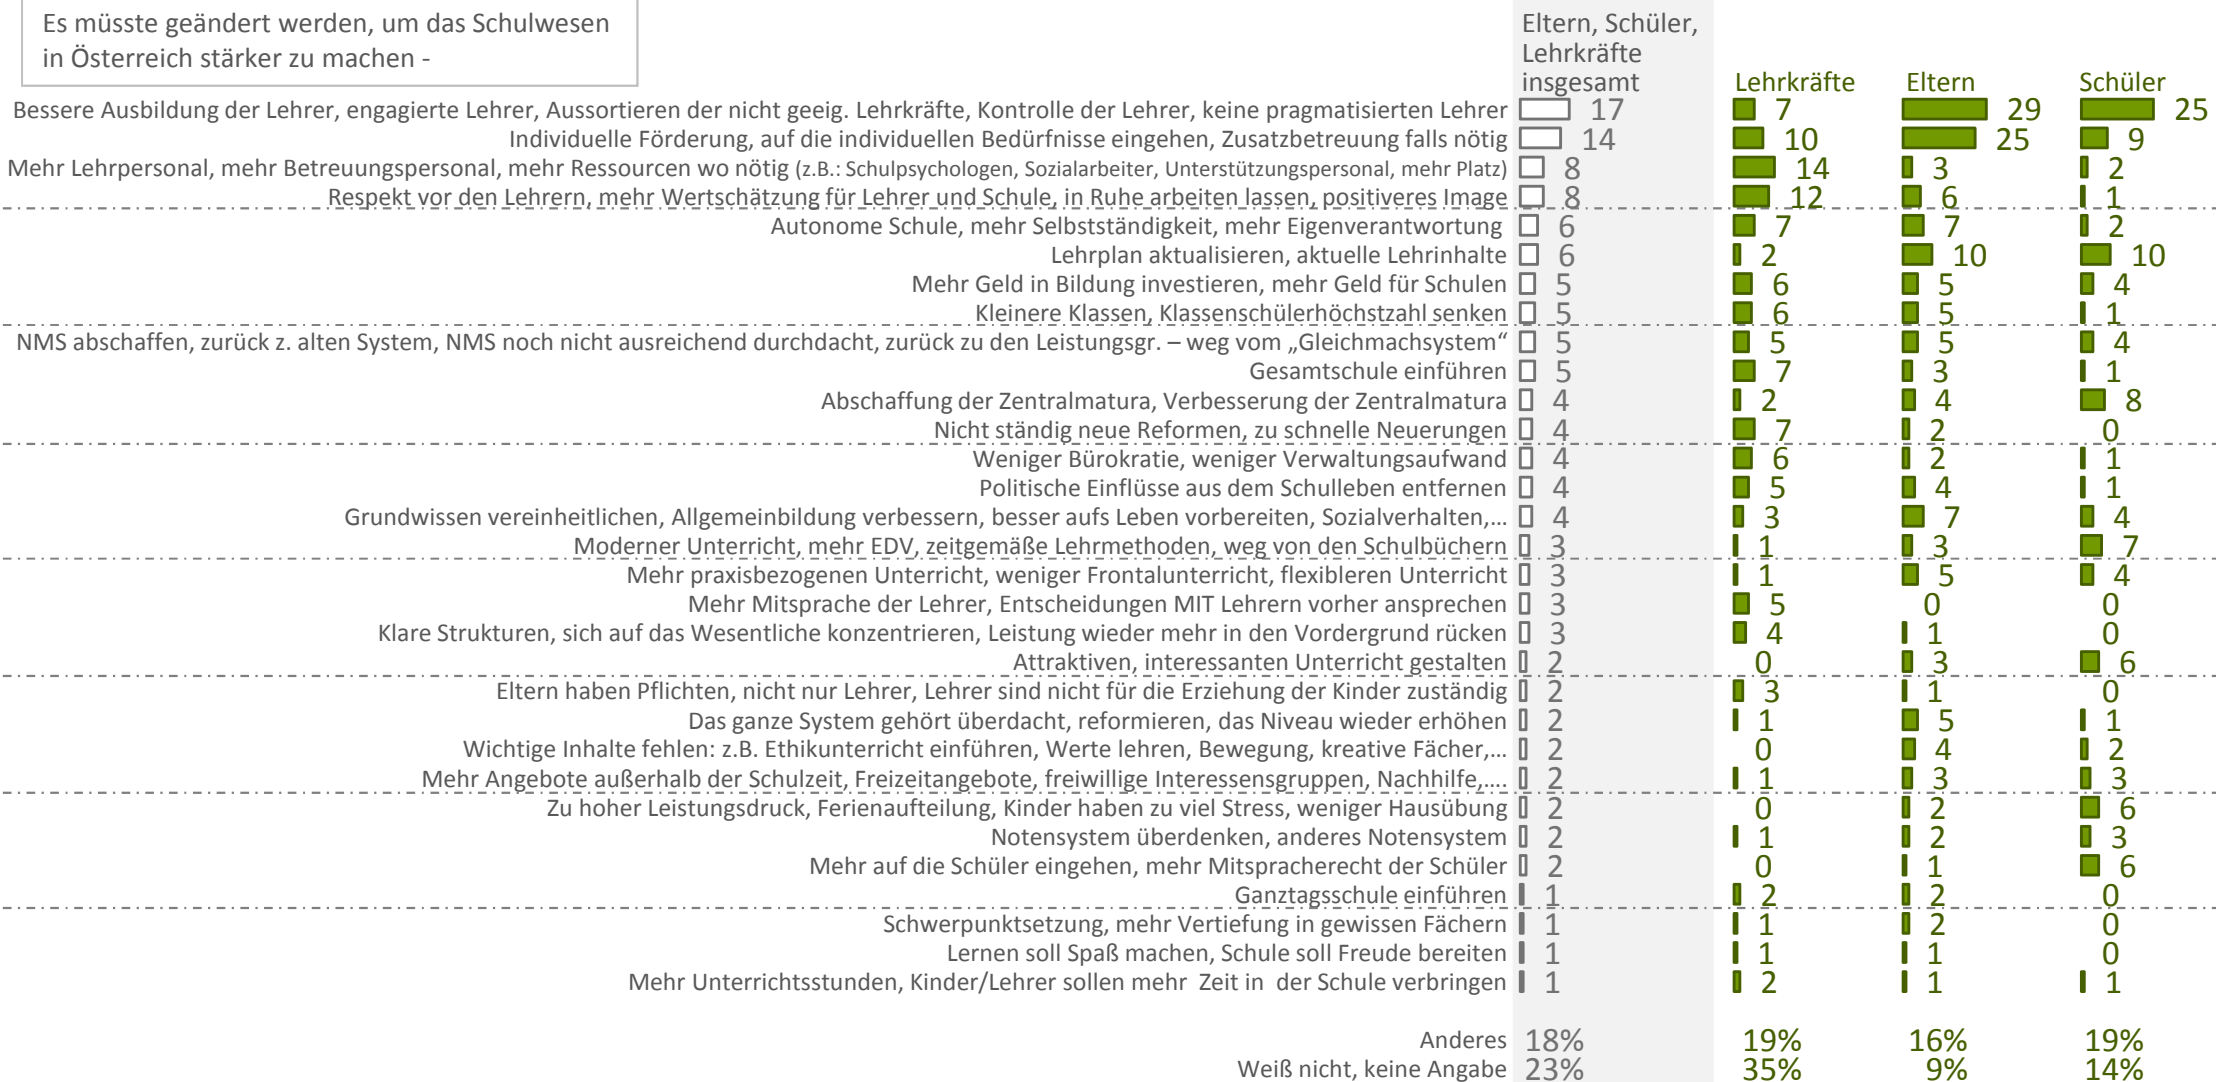 Es müsste geändert werden, um das Schulwesen
in Österreich stärker zu machen -
Eltern, Schüler,
Lehrkräfte
insgesamt
Lehrkräfte Eltern Schüler
Bessere Ausbildung der Lehrer, engagierte Lehrer, Aussortieren der nicht geeig. Lehrkräfte, Kontrolle der Lehrer, keine pragmatisierten Lehrer 17 7 29 25
Individuelle Förderung, auf die individuellen Bedürfnisse eingehen, Zusatzbetreuung falls nötig 14 10 25 9
Mehr Lehrpersonal, mehr Betreuungspersonal, mehr Ressourcen wo nötig (z.B.: Schulpsychologen, Sozialarbeiter, Unterstützungspersonal, mehr Platz) 8 14 3 2
Respekt vor den Lehrern, mehr Wertschätzung für Lehrer und Schule, in Ruhe arbeiten lassen, positiveres Image 8 12 6 1
Autonome Schule, mehr Selbstständigkeit, mehr Eigenverantwortung 6 7 7 2
Lehrplan aktualisieren, aktuelle Lehrinhalte 6 2 10 10
Mehr Geld in Bildung investieren, mehr Geld für Schulen 5 6 5 4
Kleinere Klassen, Klassenschülerhöchstzahl senken 5 6 5 1
NMS abschaffen, zurück z. alten System, NMS noch nicht ausreichend durchdacht, zurück zu den Leistungsgr. – weg vom „Gleichmachsystem“ 5 5 5 4
Gesamtschule einführen 5 7 3 1
Abschaffung der Zentralmatura, Verbesserung der Zentralmatura 4 2 4 8
Nicht ständig neue Reformen, zu schnelle Neuerungen 4 7 2 0
Weniger Bürokratie, weniger Verwaltungsaufwand 4 6 2 1
Politische Einflüsse aus dem Schulleben entfernen 4 5 4 1
Grundwissen vereinheitlichen, Allgemeinbildung verbessern, besser aufs Leben vorbereiten, Sozialverhalten,... 4 3 7 4
Moderner Unterricht, mehr EDV, zeitgemäße Lehrmethoden, weg von den Schulbüchern 3 1 3 7
Mehr praxisbezogenen Unterricht, weniger Frontalunterricht, flexibleren Unterricht 3 1 5 4
Mehr Mitsprache der Lehrer, Entscheidungen MIT Lehrern vorher ansprechen 3 5 0 0
Klare Strukturen, sich auf das Wesentliche konzentrieren, Leistung wieder mehr in den Vordergrund rücken 3 4 1 0
Attraktiven, interessanten Unterricht gestalten 2 0 3 6
Eltern haben Pflichten, nicht nur Lehrer, Lehrer sind nicht für die Erziehung der Kinder zuständig 2 3 1 0
Das ganze System gehört überdacht, reformieren, das Niveau wieder erhöhen 2 1 5 1
Wichtige Inhalte fehlen: z.B. Ethikunterricht einführen, Werte lehren, Bewegung, kreative Fächer,... 2 0 4 2
Mehr Angebote außerhalb der Schulzeit, Freizeitangebote, freiwillige Interessensgruppen, Nachhilfe,.... 2 1 3 3
Zu hoher Leistungsdruck, Ferienaufteilung, Kinder haben zu viel Stress, weniger Hausübung 2 0 2 6
Notensystem überdenken, anderes Notensystem 2 1 2 3
Mehr auf die Schüler eingehen, mehr Mitspracherecht der Schüler 2 0 1 6
Ganztagsschule einführen 1 2 2 0
Schwerpunktsetzung, mehr Vertiefung in gewissen Fächern 1 1 2 0
Lernen soll Spaß machen, Schule soll Freude bereiten 1 1 1 0
Mehr Unterrichtsstunden, Kinder/Lehrer sollen mehr Zeit in der Schule verbringen 1 2 1 1
Anderes 18% 19% 16% 19%
Weiß nicht, keine Angabe 23% 35% 9% 14%